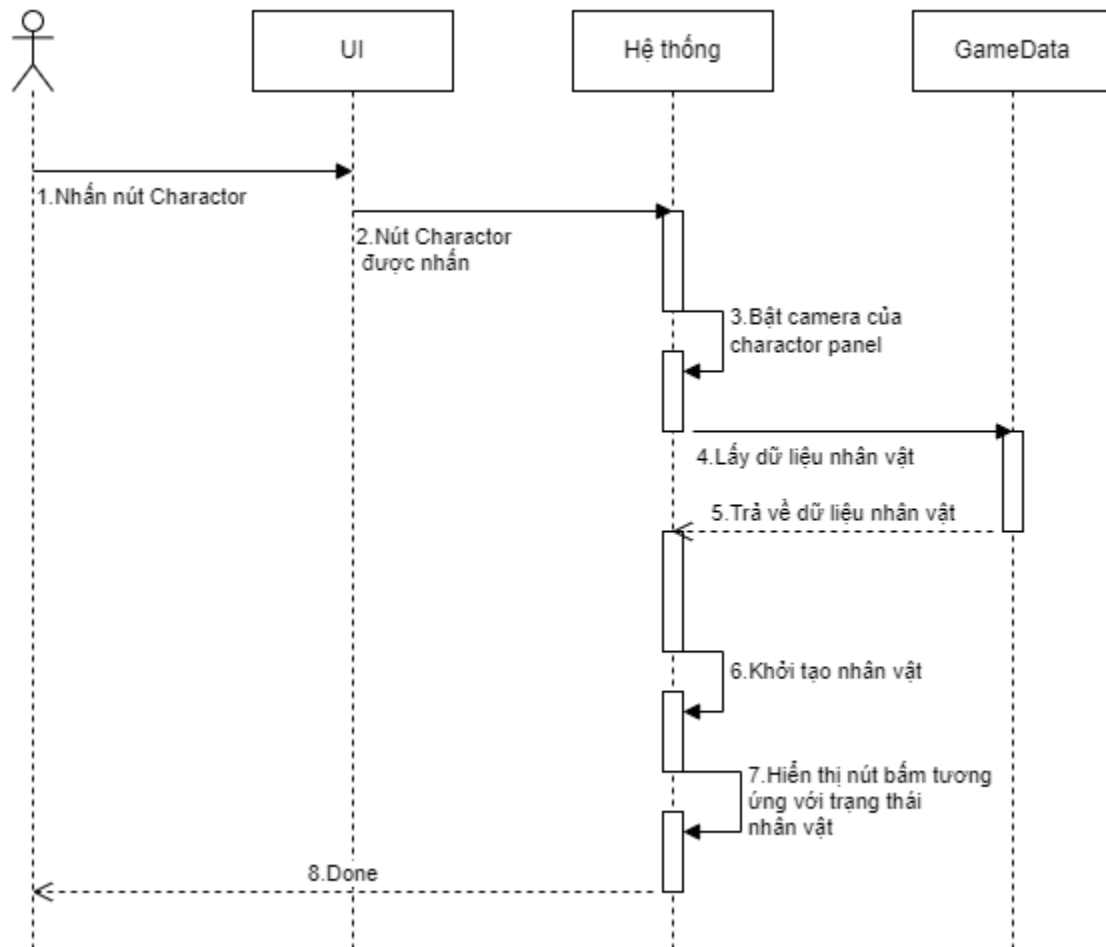 UI
Hệ thống
GameData
1.Nhấn nút Charactor
2.Nút Charactor
được nhấn
3.Bật camera của
charactor panel
4.Lấy dữ liệu nhân vật
5.Trả về dữ liệu nhân vật
6.Khởi tạo nhân vật
7.Hiển thị nút bấm tương
ứng với trạng thái
nhân vật
8.Done